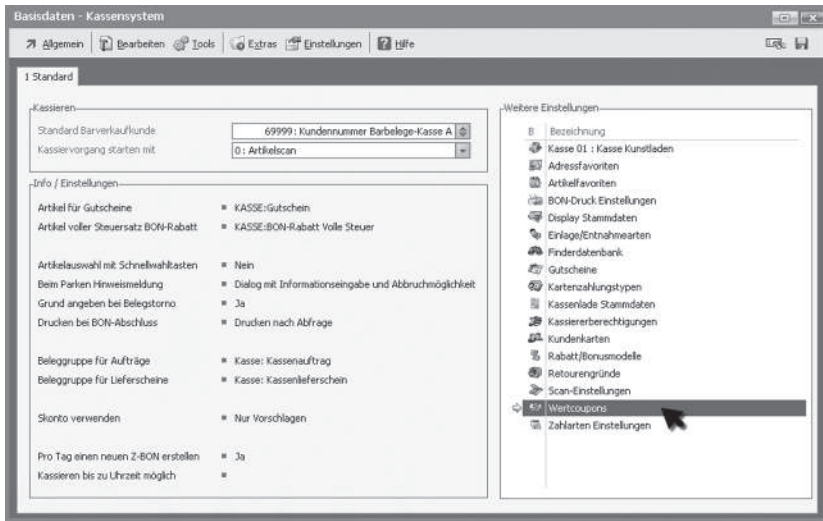 Basisdaten - Kassensystem
Allgemein Bearbeiten Tools Extras Einstellungen Hilfe
1 Standard
Kassieren
Standard Barverkaufkunde 69999: Kundennummer Barbelege-Kasse A
Kassiervorgang starten mit 0 : Artikelscan
Info / Einstellungen
Artikel für Gutscheine KASSE:Gutschein
Artikel voller Steuersatz BON-Rabatt KASSE:BON-Rabatt Volle Steuer
Artikelauswahl mit Schnellwahltasten Nein
Beim Parken Hinweismeldung Dialog mit Informationseingabe und Abbruchmöglichkeit
Grund angeben bei Belegstorno Ja
Drucken bei BON-Abschluss Drucken nach Abfrage
Beleggruppe für Aufträge Kasse: Kassenauftrag
Beleggruppe für Lieferscheine Kasse: Kassenlieferschein
Skonto verwenden Nur Vorschlagen
Pro Tag einen neuen Z-BON erstellen Ja
Kassieren bis zu Uhrzeit möglich
Weitere Einstellungen
B Bezeichnung
Kasse 01 : Kasse Kunstladen
Adressfavoriten
Artikelfavoriten
BON-Druck Einstellungen
Display Stammdaten
Einlage/Entnahmearten
Finderdatenbank
Gutscheine
Kartenzahlungstypen
Kassenlade Stammdaten
Kassiererberechtigungen
Kundenkarten
Rabatt/Bonusmodelle
Retourengründe
Scan-Einstellungen
Wertcoupons
Zahlarten Einstellungen